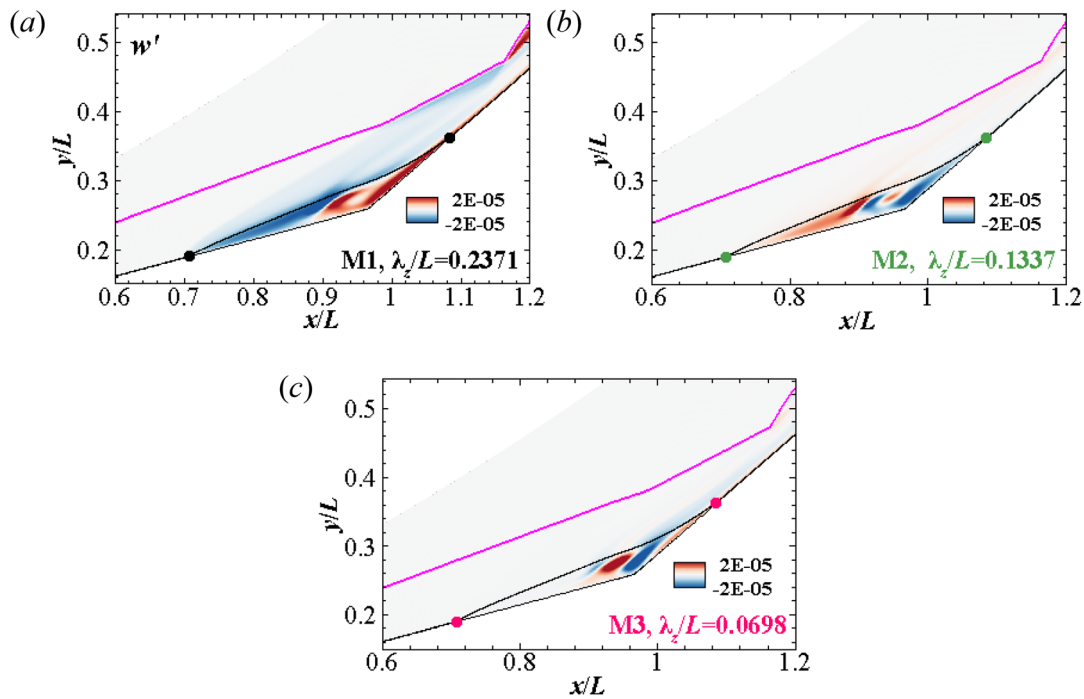 (a)
w'
0.5
0.4
0.3
0.2
y/L
2E-05
-2E-05
M1, λz/L=0.2371
0.6 0.7 0.8 0.9 1 1.1 1.2
x/L
(b)
0.5
0.4
0.3
0.2
y/L
2E-05
-2E-05
M2, λz/L=0.1337
0.6 0.8 1 1.2
x/L
(c)
0.5
0.4
0.3
0.2
y/L
2E-05
-2E-05
M3, λz/L=0.0698
0.6 0.8 1 1.2
x/L